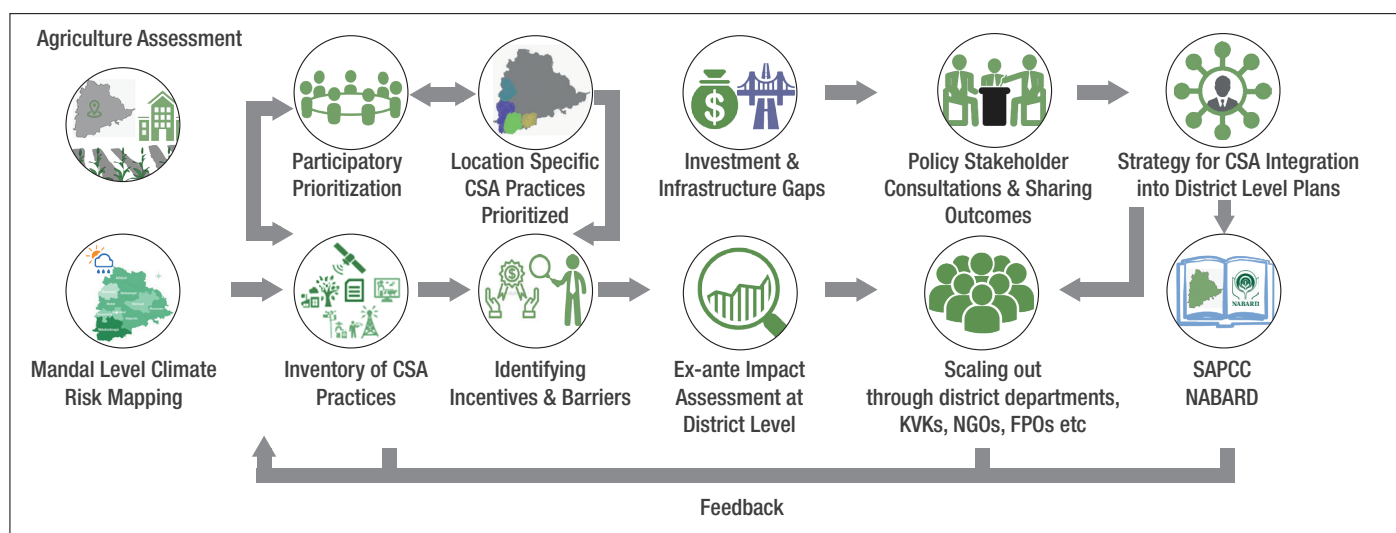 Agriculture Assessment
Participatory
Prioritization
Location Specific
CSA Practices
Prioritized
Investment &
Infrastructure Gaps
Policy Stakeholder
Consultations & Sharing
Outcomes
Strategy for CSA Integration
into District Level Plans
NABARD
Mandal Level Climate
Risk Mapping
Inventory of CSA
Practices
Identifying
Incentives & Barriers
Ex-ante Impact
Assessment at
District Level
Scaling out
through district departments,
KVKs, NGOs, FPOs etc
SAPCC
NABARD
Feedback